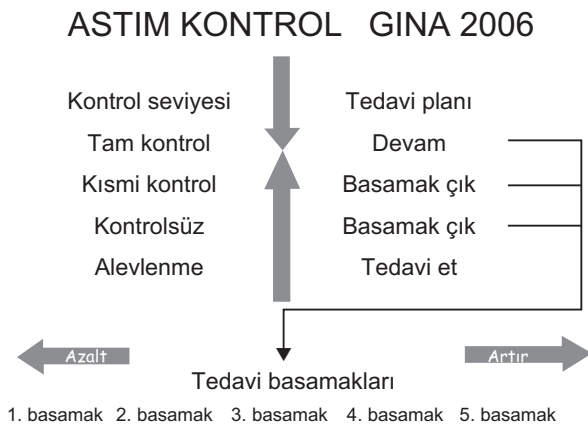 ASTIM KONTROL GINA 2006
Kontrol seviyesi Tedavi planı
Tam kontrol Devam
Kısmi kontrol Basamak çık
Kontrolsüz Basamak çık
Alevlenme Tedavi et
Azalt Artır
Tedavi basamakları
1. basamak 2. basamak 3. basamak 4. basamak 5. basamak